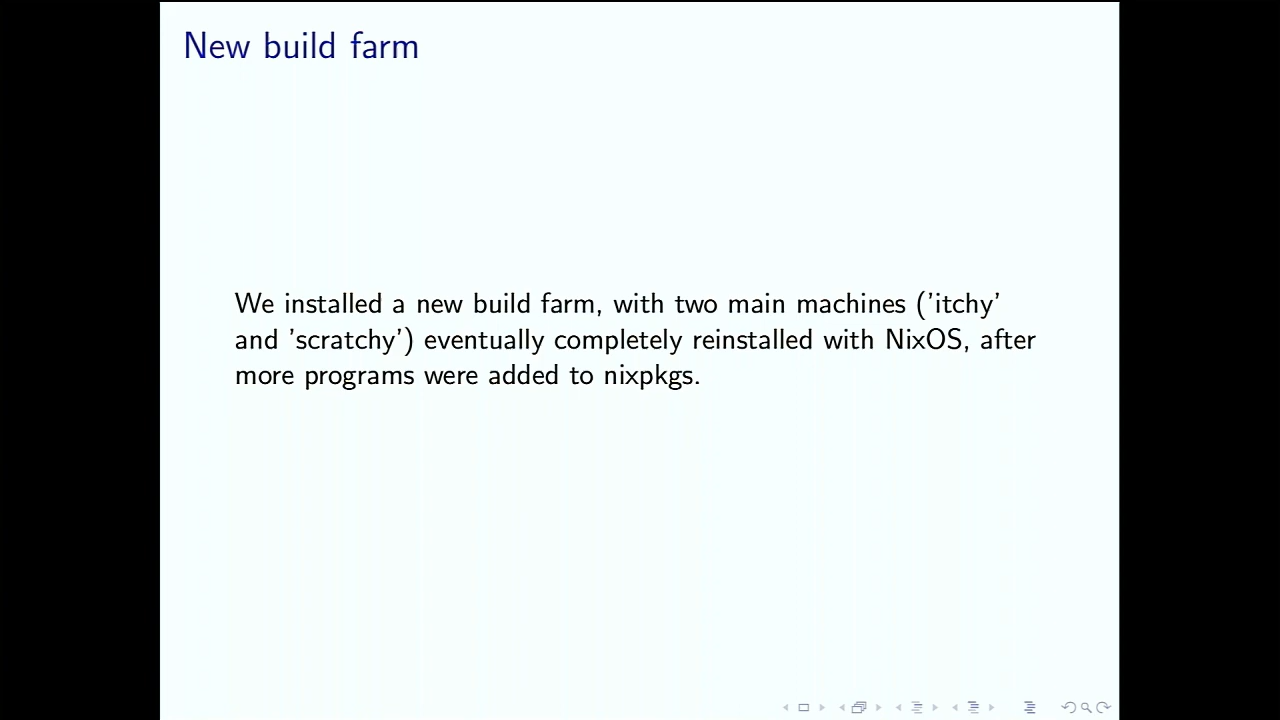 New build farm
We installed a new build farm, with two main machines ('itchy'
and 'scratchy') eventually completely reinstalled with NixOS, after
more programs were added to nixpkgs.